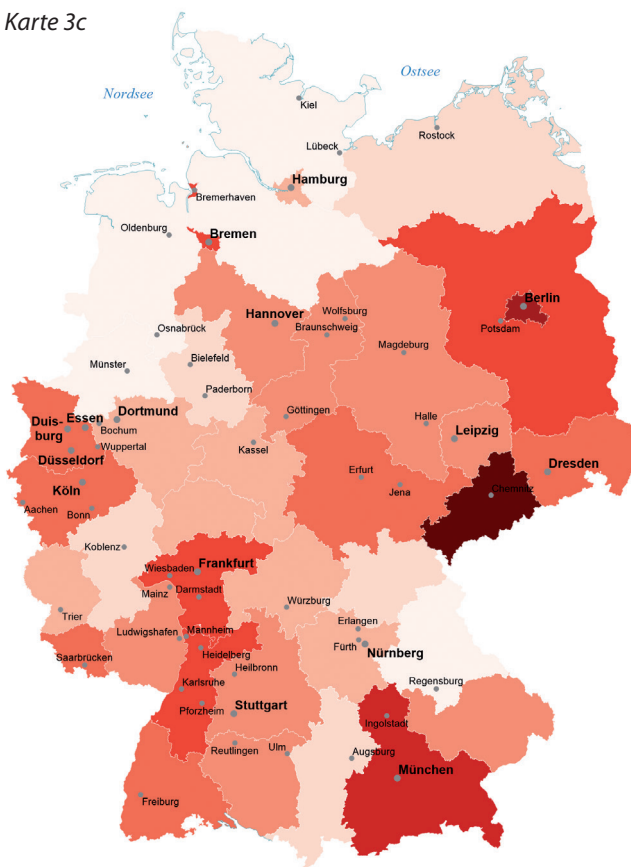 Karte 3c
Ostsee
Nordsee
Kiel
Rostock
Lübeck
Hamburg
Bremerhaven
Oldenburg
Bremen
Berlin
Wolfsburg
Hannover
Potsdam
Braunschweig
Osnabrück
Magdeburg
Bielefeld
Münster
Paderborn
Göttingen
Dortmund
Essen
Duis-
burg
Bochum
Halle
Leipzig
Wuppertal
Kassel
Düsseldorf
Erfurt
Dresden
Jena
Köln
Chemnitz
Aachen
Bonn
Koblenz
Frankfurt
Wiesbaden
Mainz
Darmstadt
Würzburg
Trier
Erlangen
Ludwigshafen
Mannheim
Fürth
Nürnberg
Heidelberg
Saarbrücken
Heilbronn
Karlsruhe
Regensburg
Pforzheim
Stuttgart
Ingolstadt
Reutlingen
Ulm
Augsburg
München
Freiburg